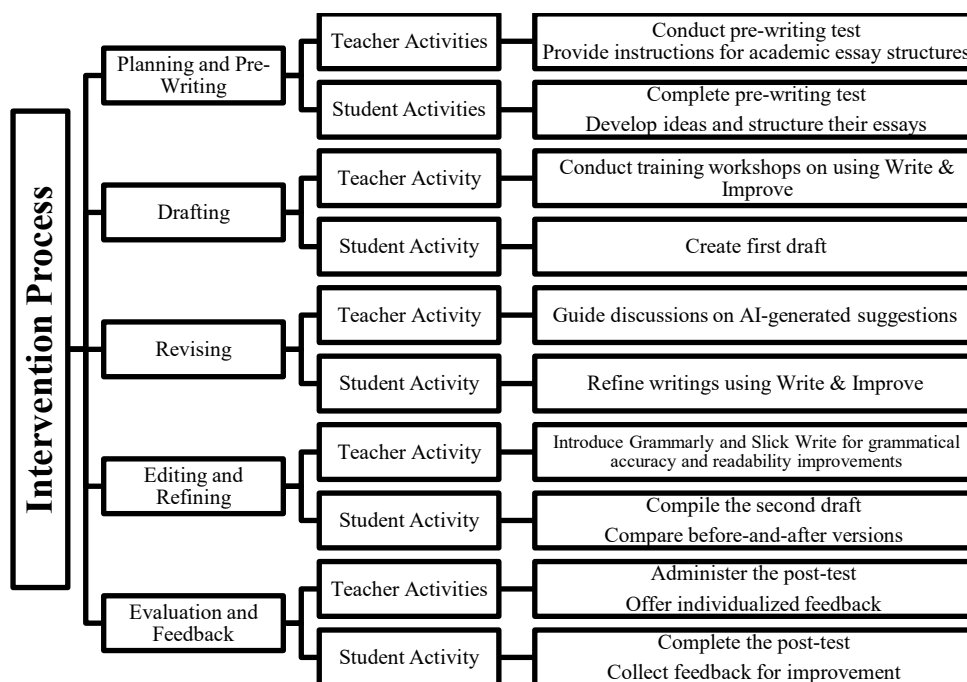 Intervention Process
Planning and Pre-
Writing
Teacher Activities
Conduct pre-writing test
Provide instructions for academic essay structures
Student Activities
Complete pre-writing test
Develop ideas and structure their essays
Drafting
Teacher Activity
Conduct training workshops on using Write &
Improve
Student Activity
Create first draft
Revising
Teacher Activity
Guide discussions on AI-generated suggestions
Student Activity
Refine writings using Write & Improve
Editing and
Refining
Teacher Activity
Introduce Grammarly and Slick Write for grammatical
accuracy and readability improvements
Student Activity
Compile the second draft
Compare before-and-after versions
Evaluation and
Feedback
Teacher Activities
Administer the post-test
Offer individualized feedback
Student Activity
Complete the post-test
Collect feedback for improvement